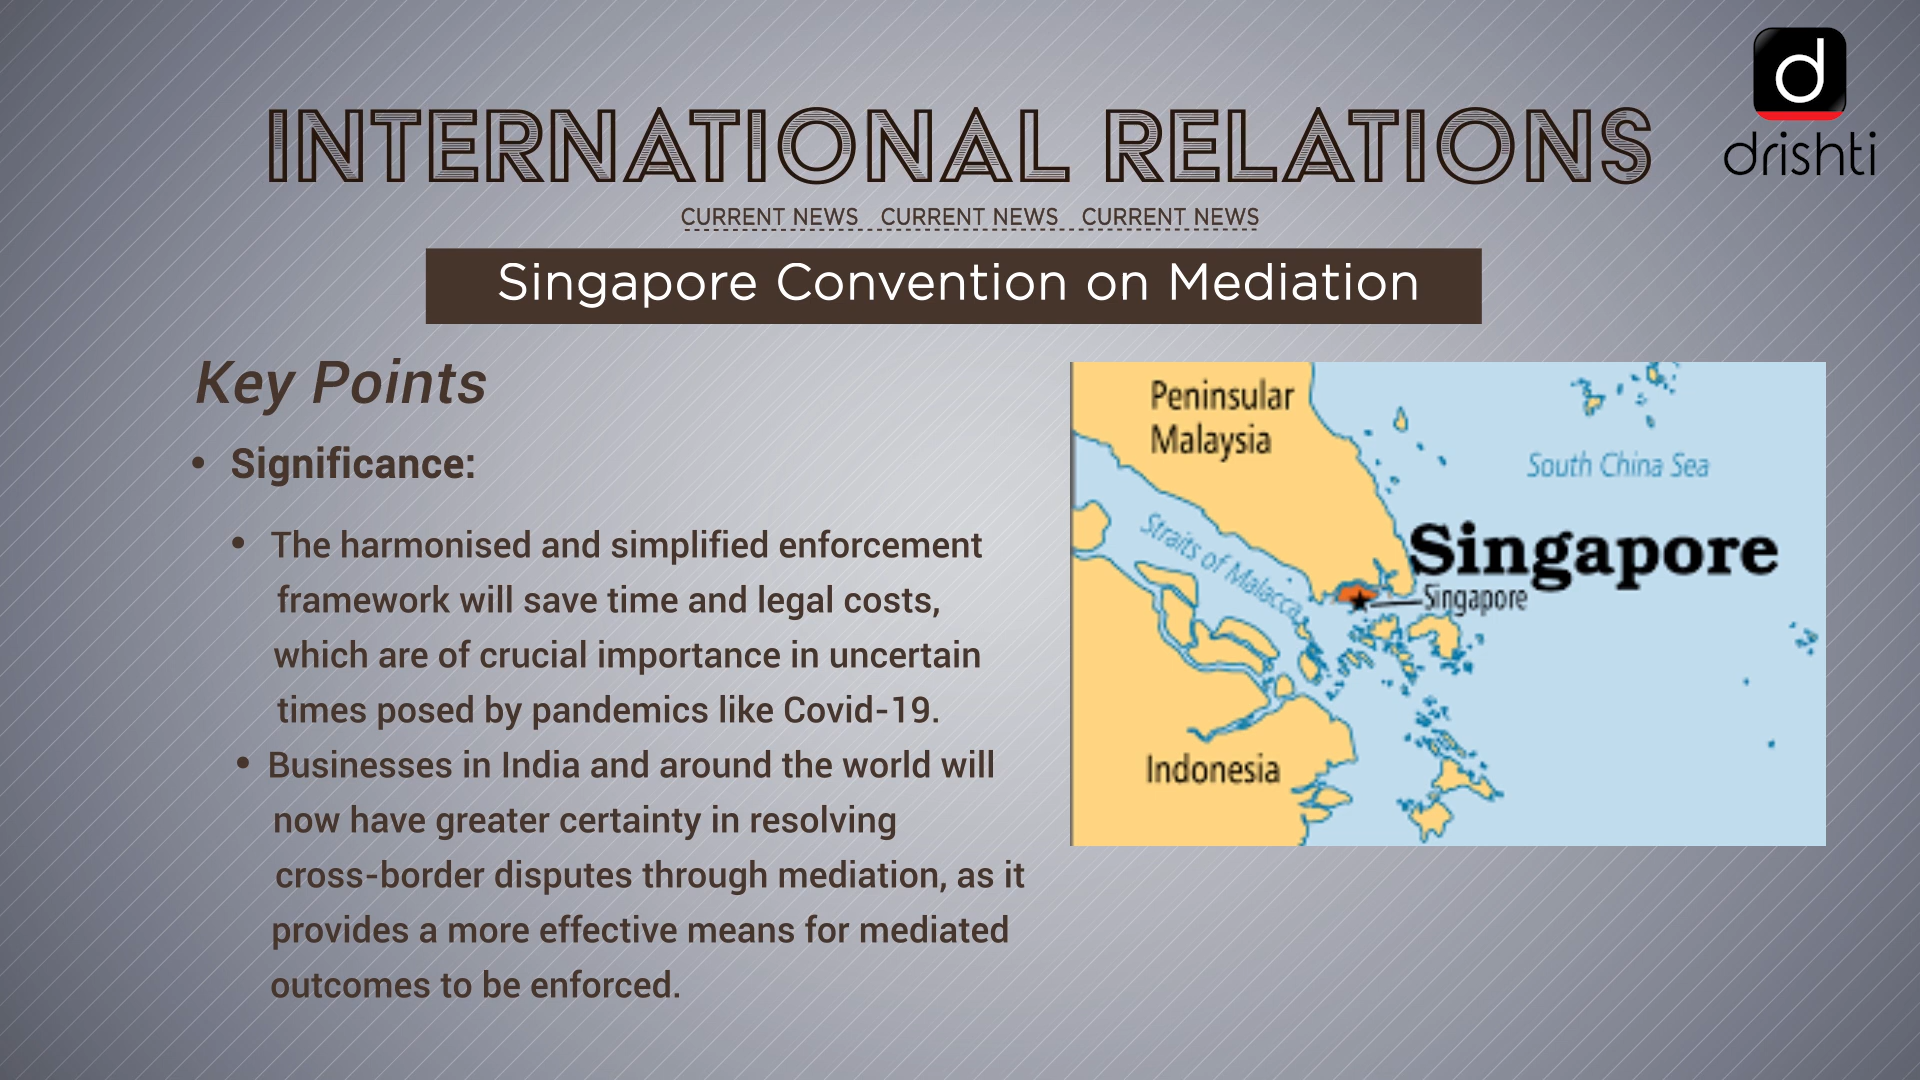 d
drishti
INTERNATIONAL RELATIONS
CURRENT NEWS CURRENT NEWS CURRENT NEWS
Singapore Convention on Mediation
Key Points
• Significance:
• The harmonised and simplified enforcement
framework will save time and legal costs,
which are of crucial importance in uncertain
times posed by pandemics like Covid-19.
• Businesses in India and around the world will
now have greater certainty in resolving
cross-border disputes through mediation, as it
provides a more effective means for mediated
outcomes to be enforced.
Peninsular
Malaysia
South China Sea
Straits of Malacca
Singapore
Singapore
Indonesia